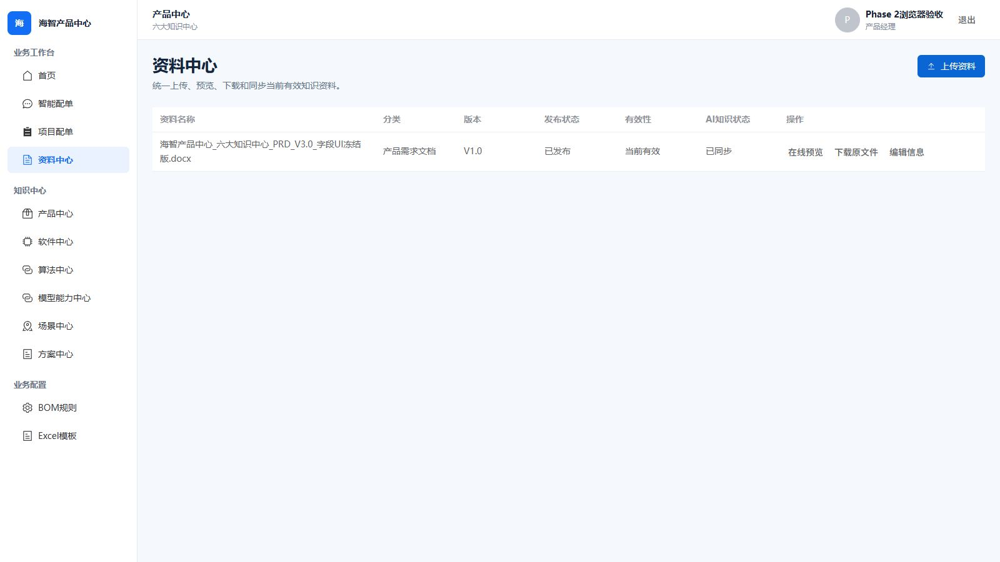 海
海智产品中心
业务工作台
首页
智能配单
项目配单
资料中心
知识中心
产品中心
软件中心
算法中心
模型能力中心
场景中心
方案中心
业务配置
BOM规则
Excel模板
产品中心
六大知识中心
P
Phase 2浏览器验收
产品经理
退出
资料中心
统一上传、预览、下载和同步当前有效知识资料。
上传资料
资料名称 分类 版本 发布状态 有效性 AI知识状态 操作
海智产品中心_六大知识中心_PRD_V3.0_字段UI冻结
版.docx
产品需求文档 V1.0 已发布 当前有效 已同步 在线预览 下载原文件 编辑信息